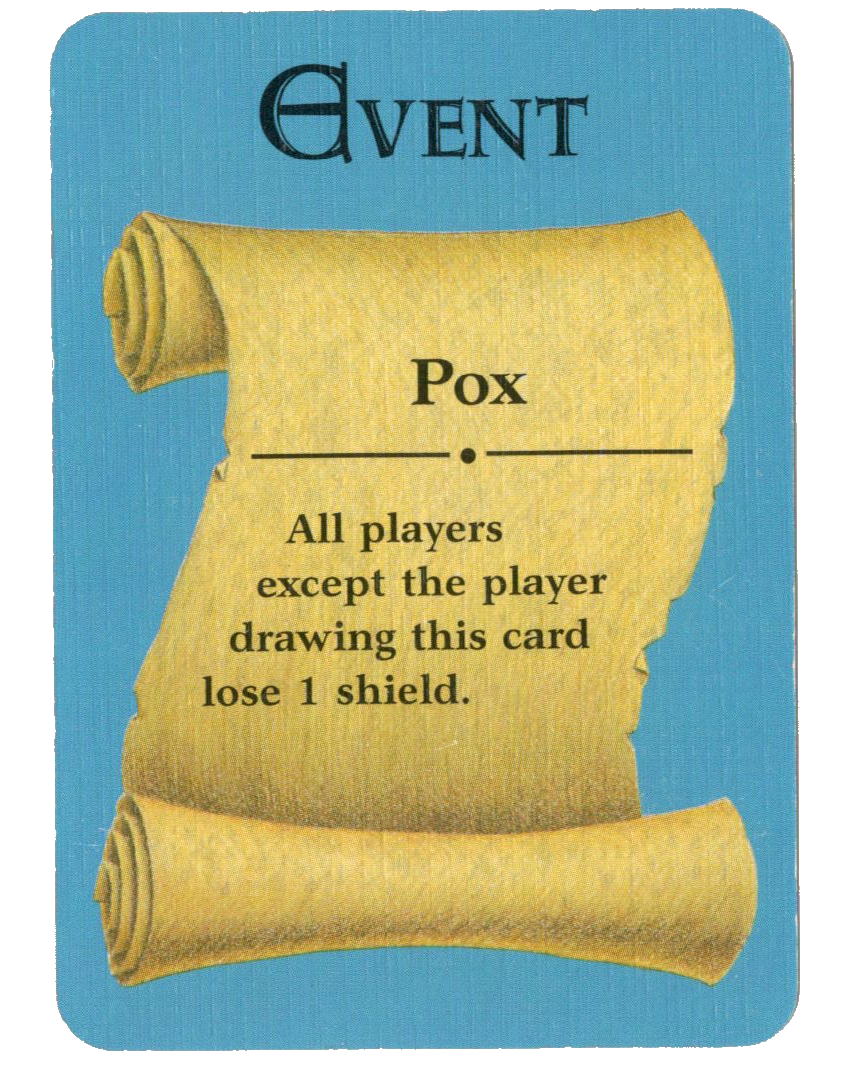 EVENT
Pox
All players
except the player
drawing this card
lose 1 shield.